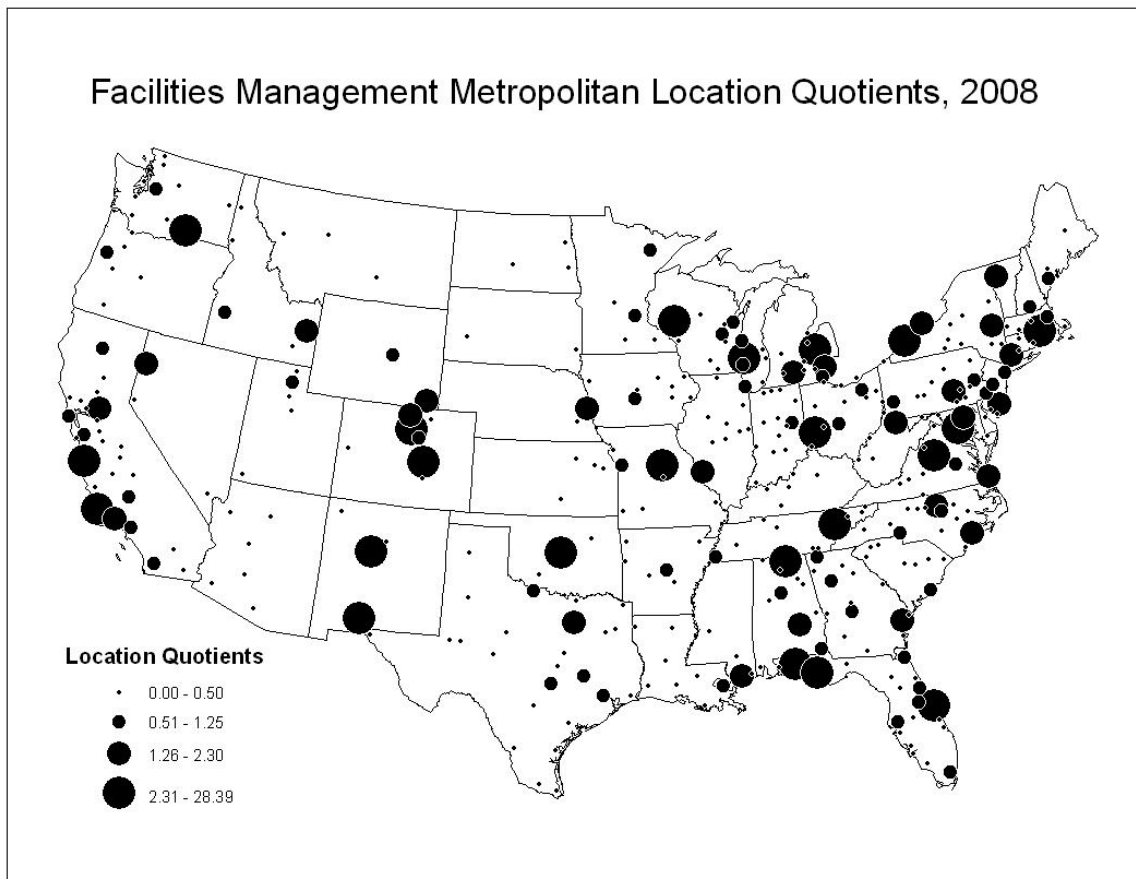 Facilities Management Metropolitan Location Quotients, 2008
Location Quotients
0.00 - 0.50
0.51 - 1.25
1.26 - 2.30
2.31 - 28.39